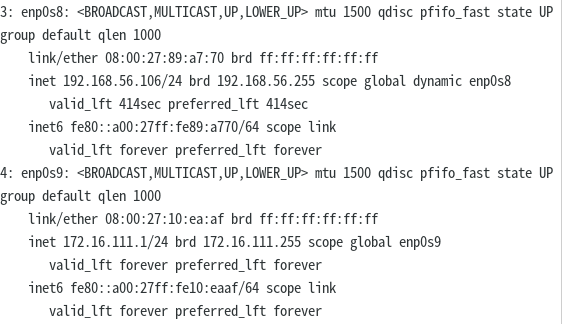 3: enp0s8: <BROADCAST,MULTICAST,UP,LOWER_UP> mtu 1500 qdisc pfifo_fast state UP
group default qlen 1000
link/ether 08:00:27:89:a7:70 brd ff:ff:ff:ff:ff:ff
inet 192.168.56.106/24 brd 192.168.56.255 scope global dynamic enp0s8
valid_lft 414sec preferred_lft 414sec
inet6 fe80::a00:27ff:fe89:a770/64 scope link
valid_lft forever preferred_lft forever
4: enp0s9: <BROADCAST,MULTICAST,UP,LOWER_UP> mtu 1500 qdisc pfifo_fast state UP
group default qlen 1000
link/ether 08:00:27:10:ea:af brd ff:ff:ff:ff:ff:ff
inet 172.16.111.1/24 brd 172.16.111.255 scope global enp0s9
valid_lft forever preferred_lft forever
inet6 fe80::a00:27ff:fe10:eaaf/64 scope link
valid_lft forever preferred_lft forever